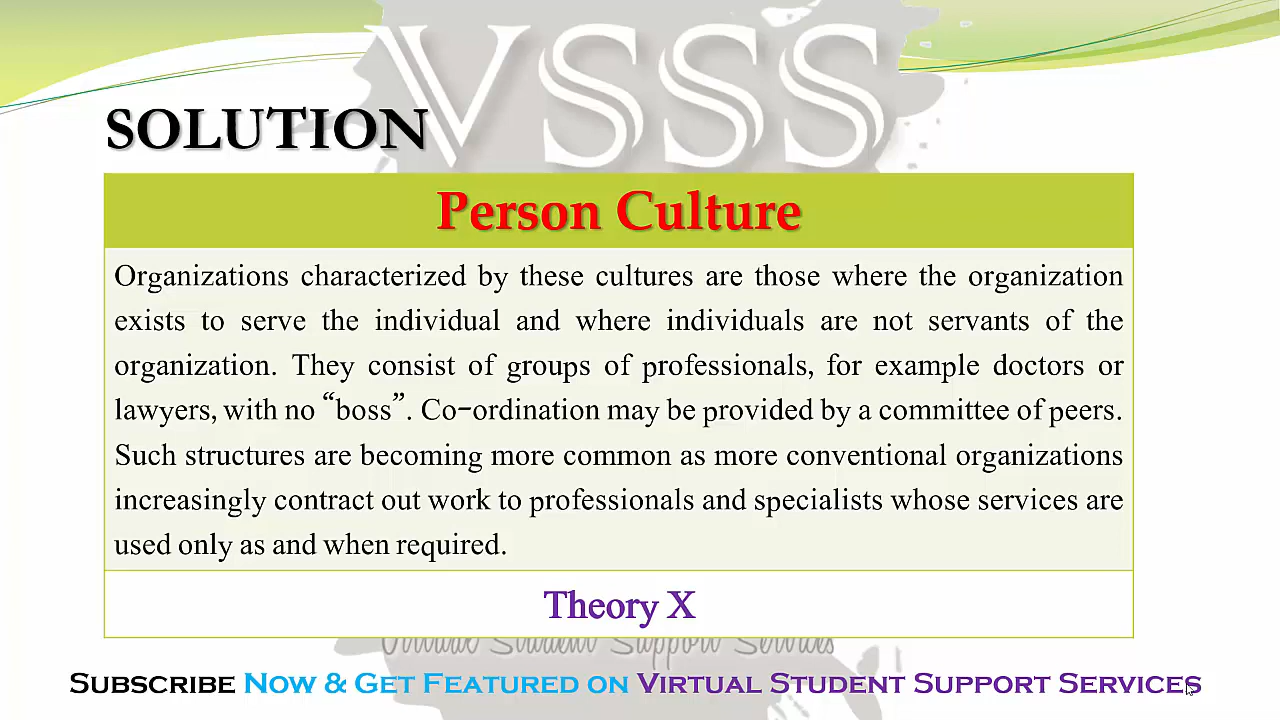 VSSS
SOLUTION
Person Culture
Organizations characterized by these cultures are those where the organization
exists to serve the individual and where individuals are not servants of the
organization. They consist of groups of professionals, for example doctors or
lawyers, with no “boss”. Co-ordination may be provided by a committee of peers.
Such structures are becoming more common as more conventional organizations
increasingly contract out work to professionals and specialists whose services are
used only as and when required.
Theory X
Virtual Student Support Services
Subscribe Now & Get Featured on Virtual Student Support Services